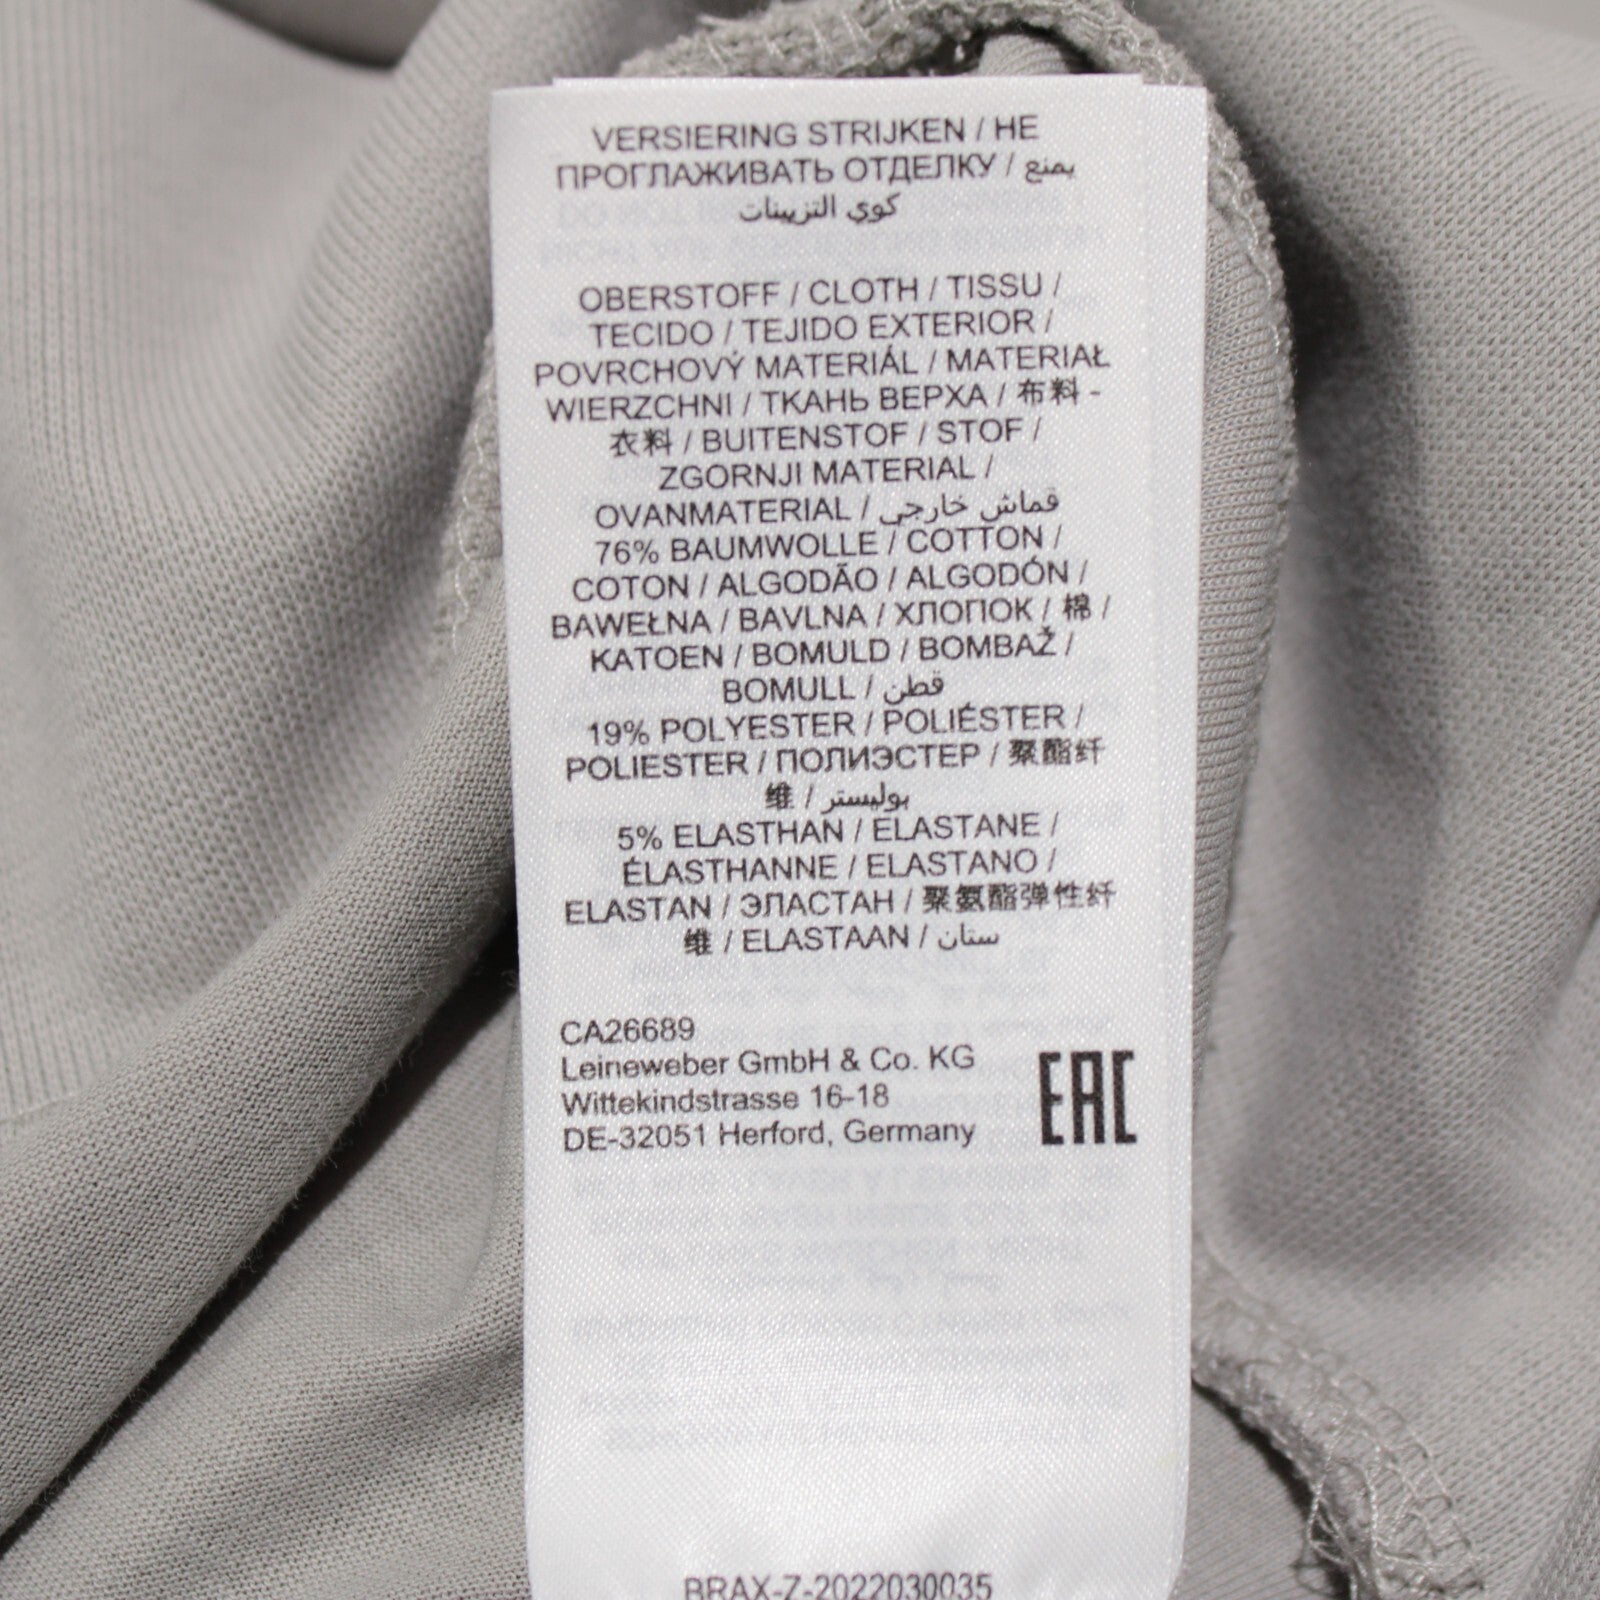 VERSIERING STRIJKEN / НЕ
ПРОГЛАЖИВАТЬ ОТДЕЛКУ / يمنع
كوي التزيينات
OBERSTOFF / CLOTH / TISSU /
TECIDO / TEJIDO EXTERIOR /
POVRCHOVÝ MATERIÁL / MATERIAŁ
WIERZCHNI / ТКАНЬ ВЕРХА / 布料 -
衣料 / BUITENSTOF / STOF /
ZGORNJI MATERIAL /
OVANMATERIAL / قماش خارجي
76% BAUMWOLLE / COTTON /
COTON / ALGODÃO / ALGODÓN /
BAWEŁNA / BAVLNA / ХЛОПОК / 棉 /
KATOEN / BOMULD / BOMBAŽ /
BOMULL / قطن
19% POLYESTER / POLIÉSTER /
POLIESTER / ПОЛИЭСТЕР / 聚酯纤
维 / بوليستر
5% ELASTHAN / ELASTANE /
ÉLASTHANNE / ELASTANO /
ELASTAN / ЭЛАСТАН / 聚氨酯弹性纤
维 / ELASTAAN / ستان
CA26689
Leineweber GmbH & Co. KG
Wittekindstrasse 16-18
DE-32051 Herford, Germany
EAC
BRAX-Z-2022030035